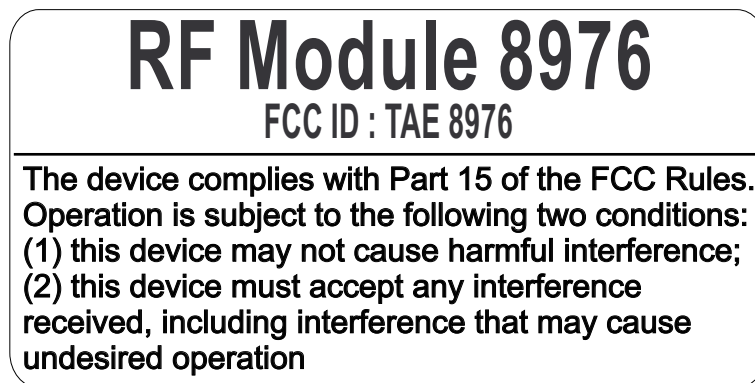 RF Module 8976
FCC ID : TAE 8976
The device complies with Part 15 of the FCC Rules.
Operation is subject to the following two conditions:
(1) this device may not cause harmful interference;
(2) this device must accept any interference
received, including interference that may cause
undesired operation